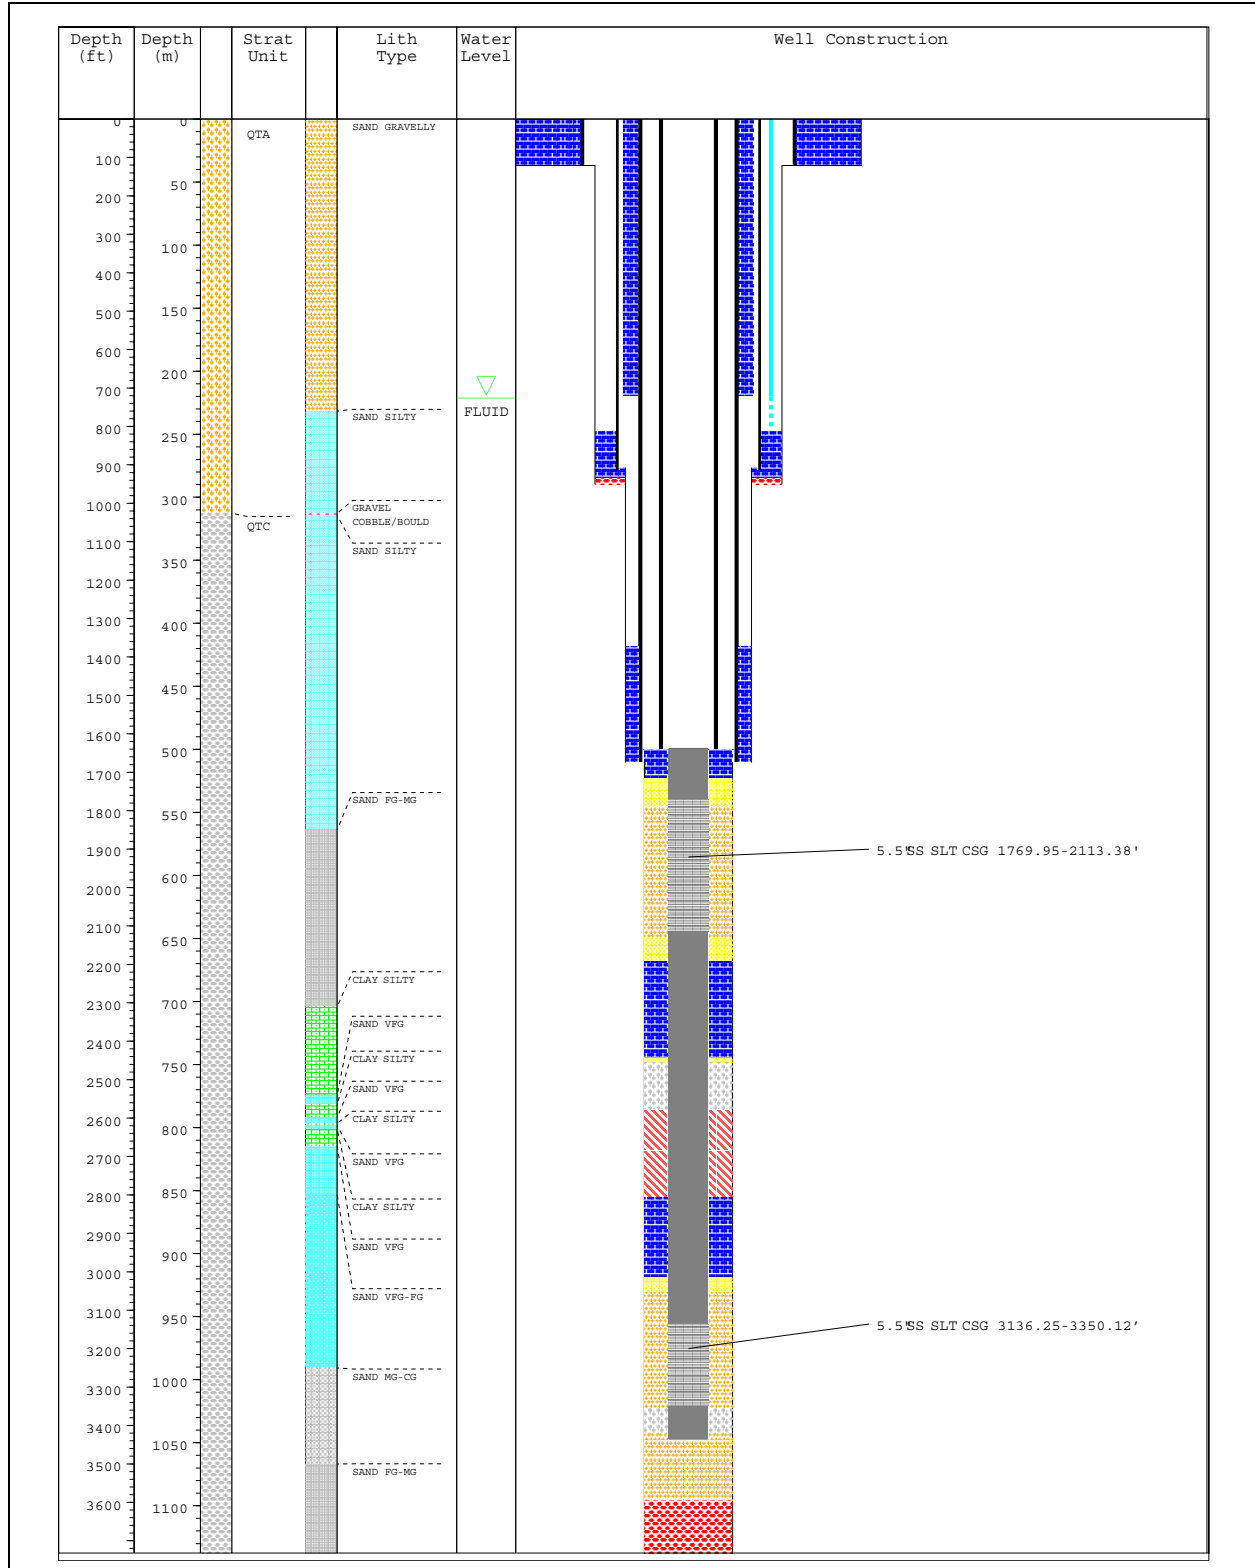 Depth (ft)
Depth (m)
Strat Unit
Lith Type
Water Level
Well Construction
0
100
200
300
400
500
600
700
800
900
1000
1100
1200
1300
1400
1500
1600
1700
1800
1900
2000
2100
2200
2300
2400
2500
2600
2700
2800
2900
3000
3100
3200
3300
3400
3500
3600
0
50
100
150
200
250
300
350
400
450
500
550
600
650
700
750
800
850
900
950
1000
1050
1100
QTA
QTC
SAND GRAVELLY
SAND SILTY
GRAVEL
COBBLE/BOULD
SAND SILTY
SAND FG-MG
CLAY SILTY
SAND VFG
CLAY SILTY
SAND VFG
CLAY SILTY
SAND VFG
CLAY SILTY
SAND VFG
SAND VFG-FG
SAND MG-CG
SAND FG-MG
FLUID
5.5"SS SLT CSG 1769.95-2113.38'
5.5"SS SLT CSG 3136.25-3350.12'